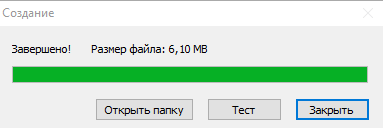 Создание
Завершено! Размер файла: 6,10 MB
Открыть папку Тест Закрыть